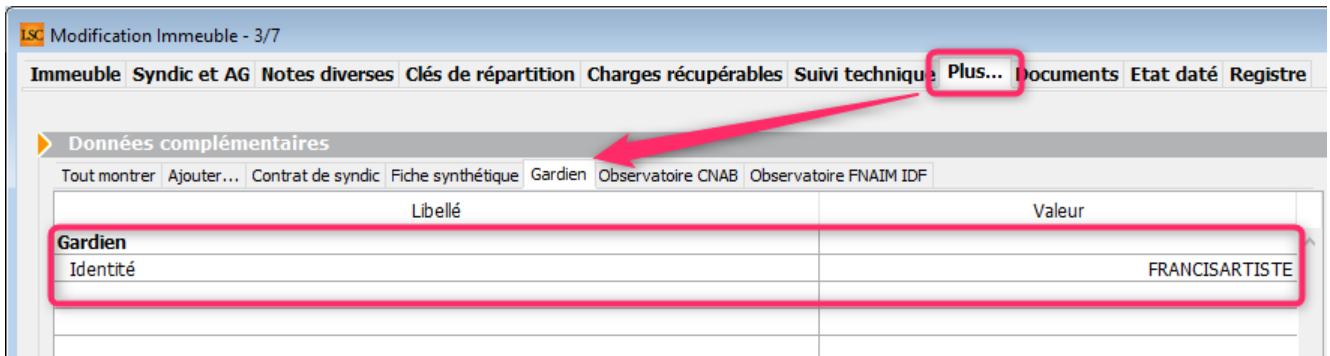 LSC Modification Immeuble - 3/7
Immeuble Syndic et AG Notes diverses Clés de répartition Charges récupérables Suivi technique Plus... Documents Etat daté Registre
Données complémentaires
Tout montrer Ajouter... Contrat de syndic Fiche synthétique Gardien Observatoire CNAB Observatoire FNAIM IDF
Libellé Valeur
Gardien
Identité FRANCISARTISTE